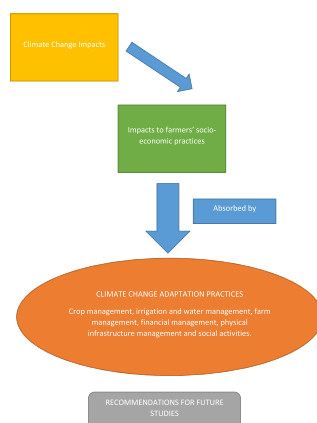 Climate Change Impacts
Impacts to farmers' socio-
economic practices
Absorbed by
CLIMATE CHANGE ADAPTATION PRACTICES
Crop management, irrigation and water management, farm
management, financial management, physical
infrastructure management and social activities.
RECOMMENDATIONS FOR FUTURE
STUDIES